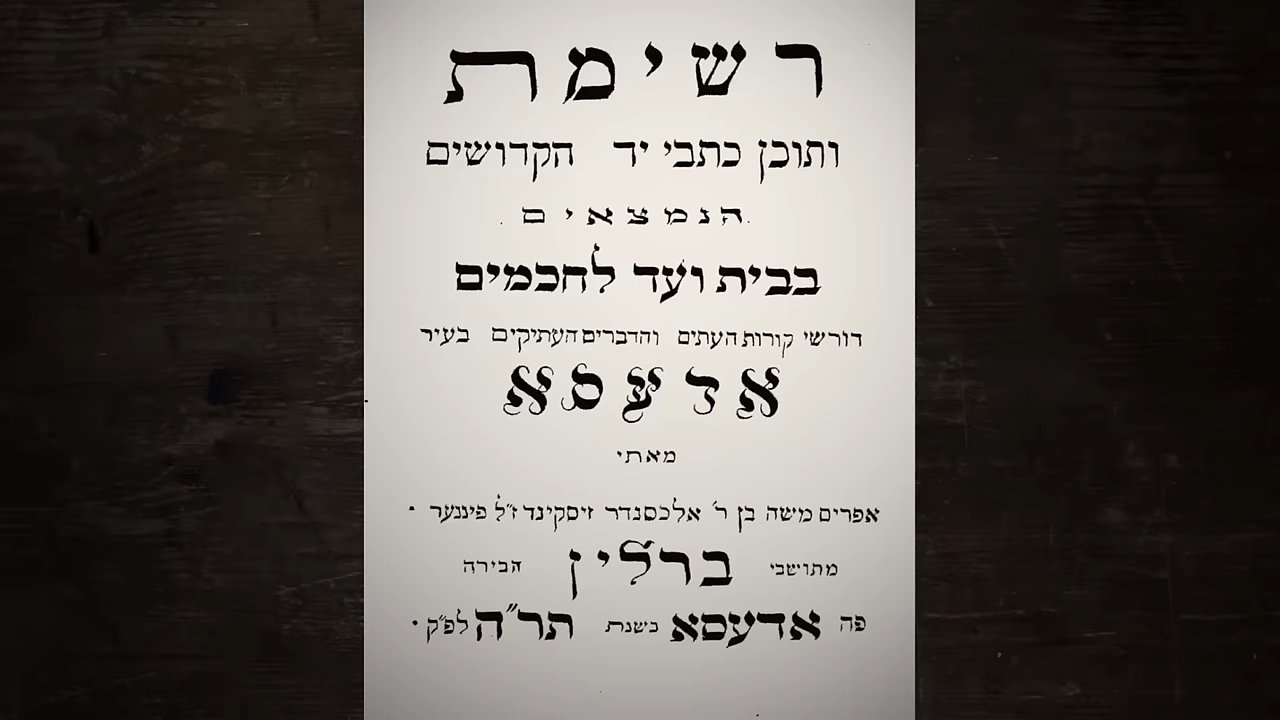 רשימת
ותוכן כתבי יד הקדושים
הנמצאים
בבית ועד לחכמים
דורשי קורות העתים והדברים העתיקים בעיר
אדעסא
מאתי
אפרים משה בן ר׳ אלכסנדר זיסקינד ז״ל פיננער
מתושבי ברלין הבירה
פה אדעסא בשנת תר״ה לפ״ק